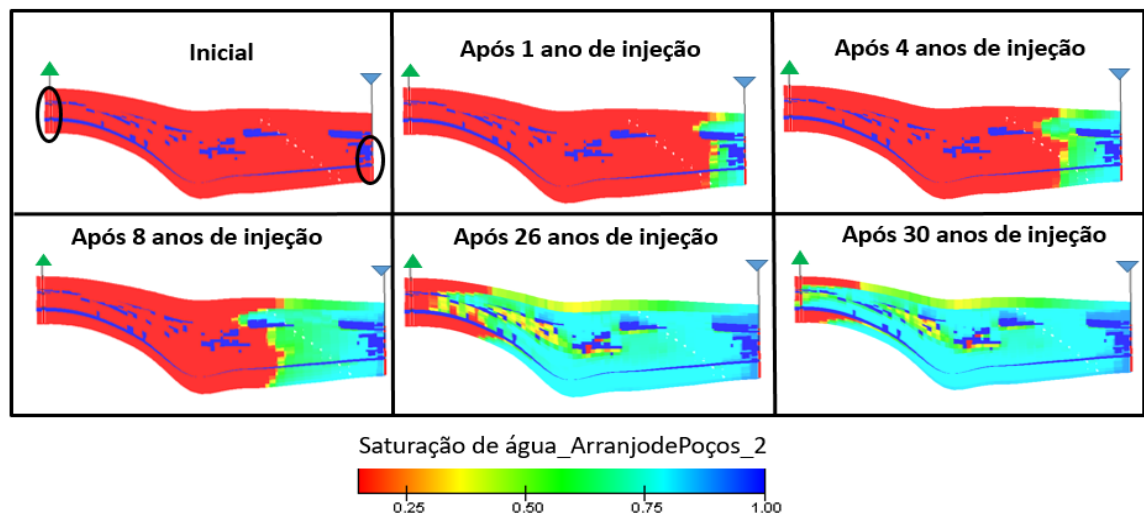 Inicial
Após 1 ano de injeção
Após 4 anos de injeção
Após 8 anos de injeção
Após 26 anos de injeção
Após 30 anos de injeção
Saturação de água_ArranjodePoços_2
0.25 0.50 0.75 1.00